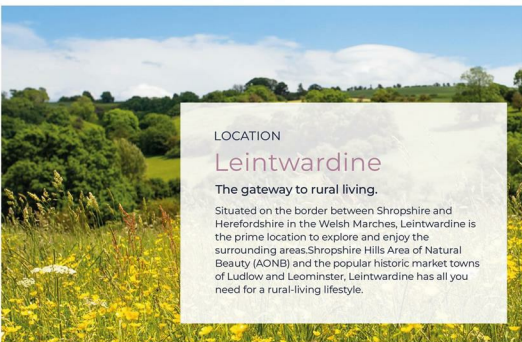 LOCATION
Leintwardine
The gateway to rural living.
Situated on the border between Shropshire and
Herefordshire in the Welsh Marches, Leintwardine is
the prime location to explore and enjoy the
surrounding areas.Shropshire Hills Area of Natural
Beauty (AONB) and the popular historic market towns
of Ludlow and Leominster, Leintwardine has all you
need for a rural-living lifestyle.